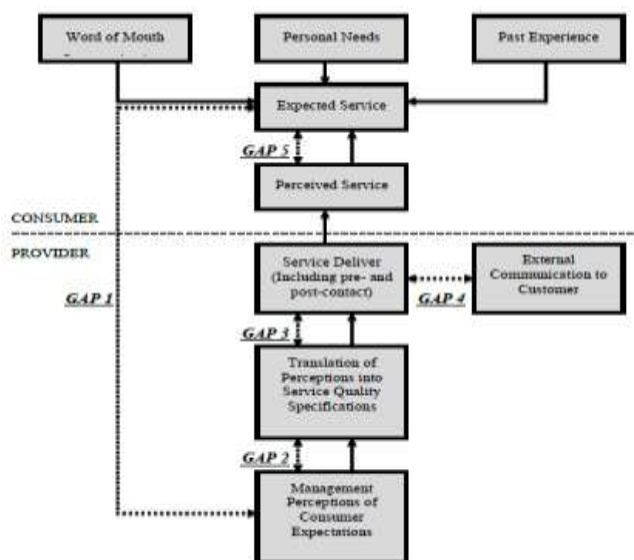 Word of Mouth
Personal Needs
Past Experience
Expected Service
GAP 5
Perceived Service
CONSUMER
PROVIDER
Service Deliver
(Including pre- and
post-contact)
External
Communication to
Customer
GAP 1
GAP 4
GAP 3
Translation of
Perceptions into
Service Quality
Specifications
GAP 2
Management
Perceptions of
Consumer
Expectations